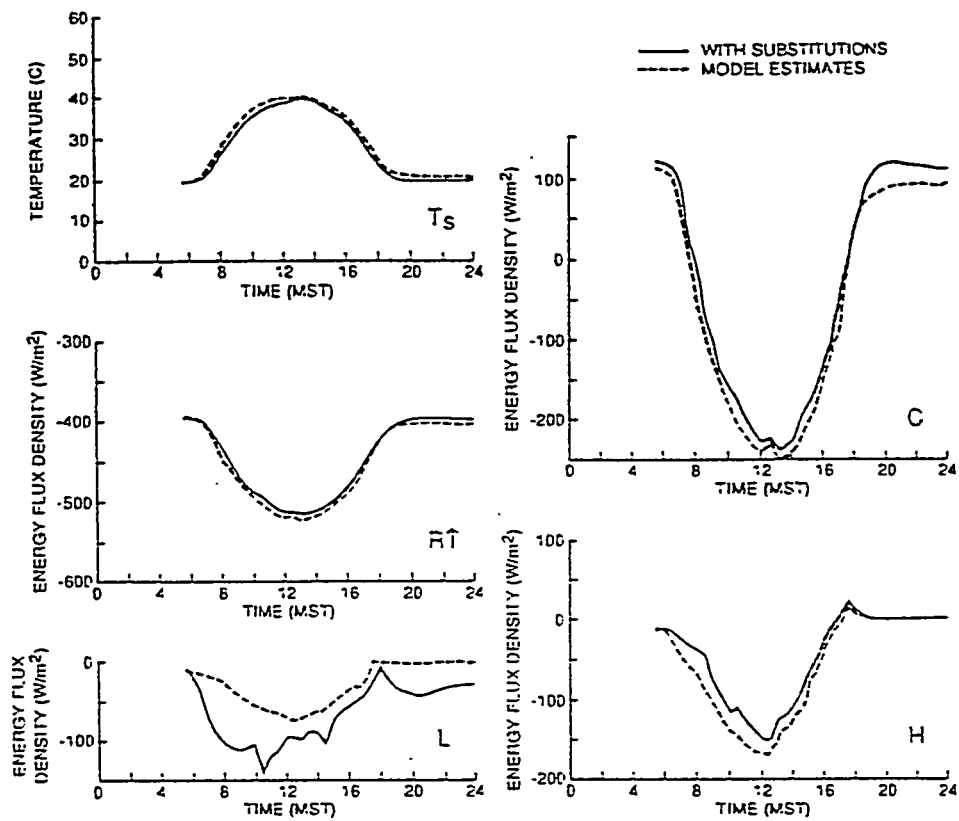 WITH SUBSTITUTIONS
MODEL ESTIMATES
TEMPERATURE (C)
60
50
40
30
20
10
0
0 4 8 12 16 20 24
TIME (MST)
Ts
ENERGY FLUX DENSITY (W/m²)
-300
-400
-500
-600
0 4 8 12 16 20 24
TIME (MST)
R↑
ENERGY FLUX
DENSITY (W/m²)
0
-100
0 4 8 12 16 20 24
TIME (MST)
L
ENERGY FLUX DENSITY (W/m²)
100
0
-100
-200
0 4 8 12 16 20 24
TIME (MST)
C
ENERGY FLUX DENSITY (W/m²)
100
0
-100
-200
0 4 8 12 16 20 24
TIME (MST)
H